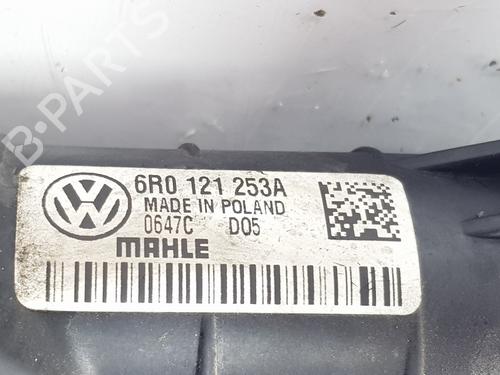 B-PARTS
6R0 121 253A
MADE IN POLAND
0647C D05
MAHLE